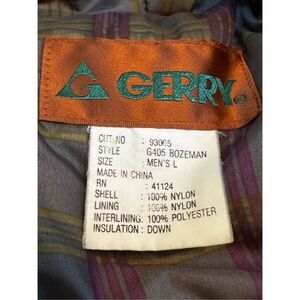 GERRY
CUT NO : 93065
STYLE : G405 BOZEMAN
SIZE : MEN'S L
MADE IN CHINA
RN : 41124
SHELL : 100% NYLON
LINING : 100% NYLON
INTERLINING: 100% POLYESTER
INSULATION : DOWN